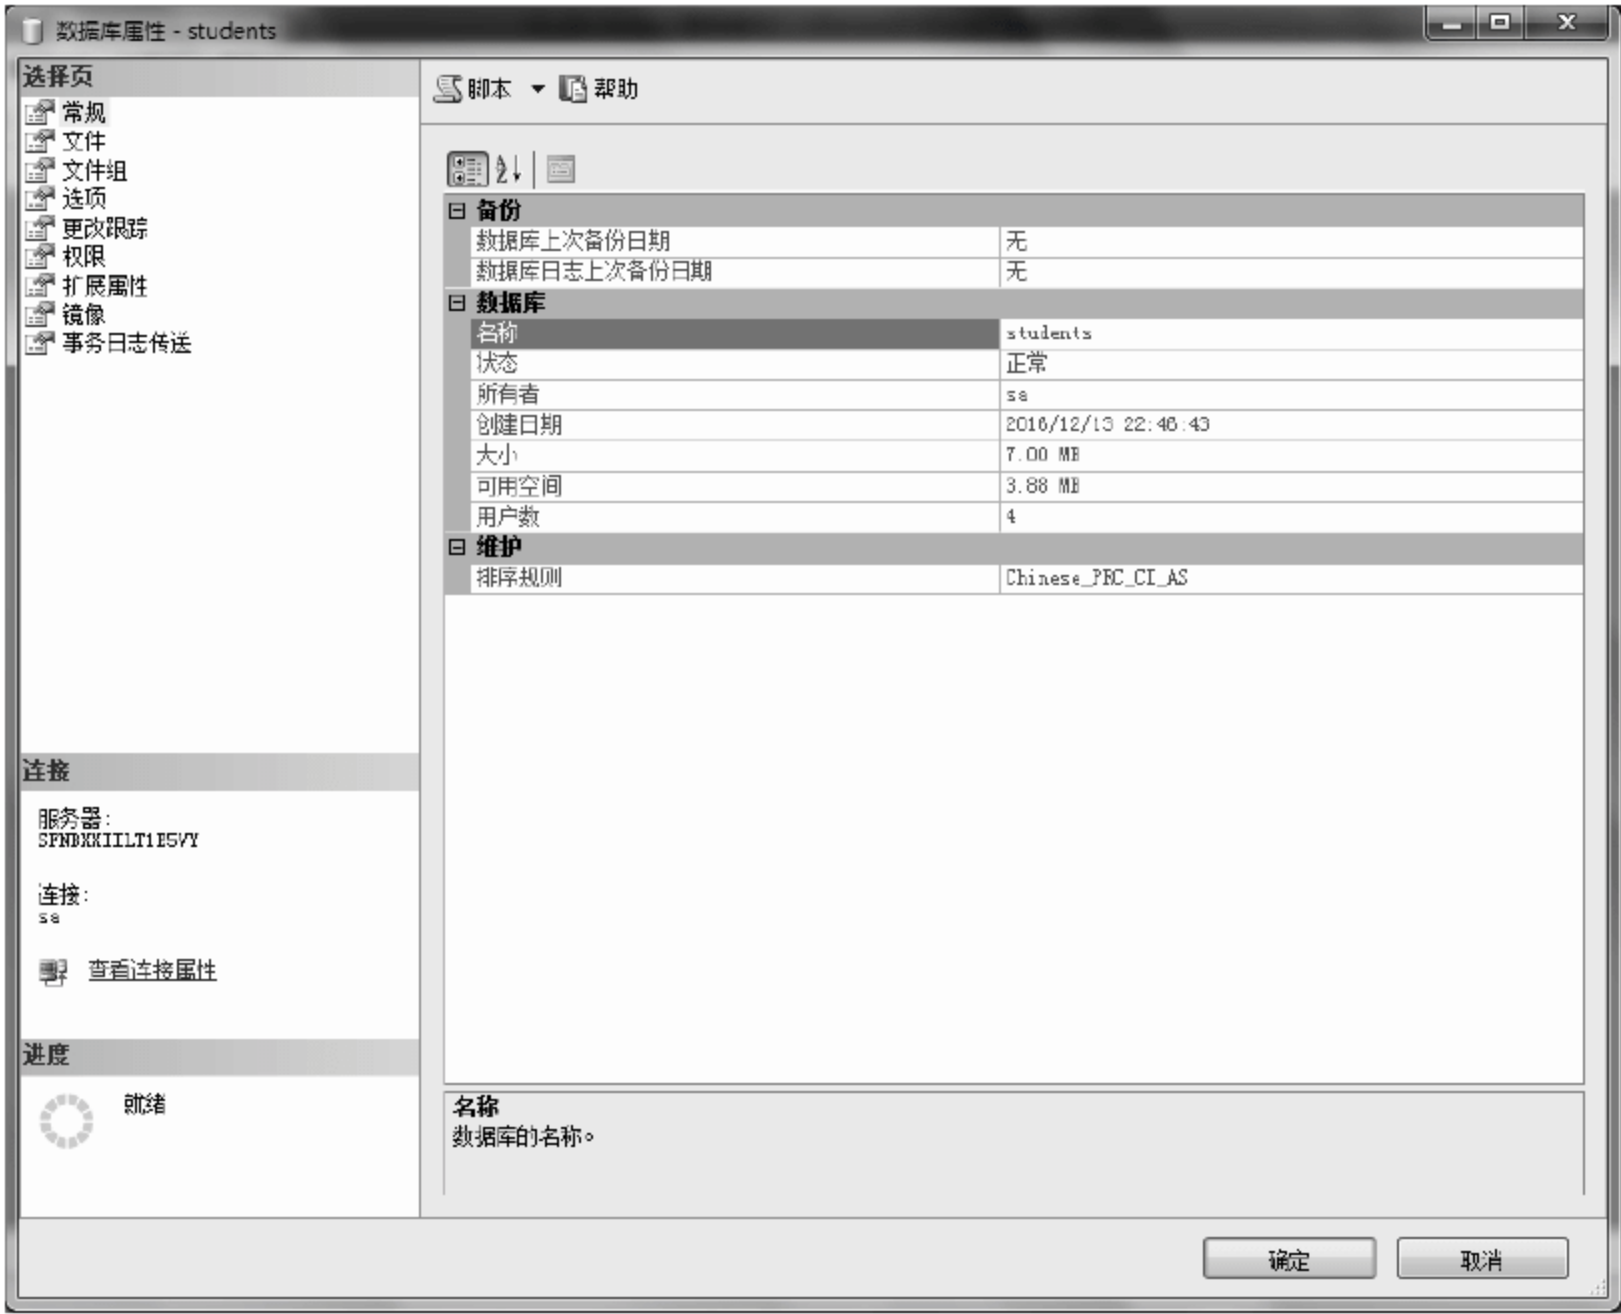 数据库属性 - students
选择页
常规
文件
文件组
选项
更改跟踪
权限
扩展属性
镜像
事务日志传送
连接
服务器:
连接:
sa
查看连接属性
进度
就绪
脚本 帮助
备份
数据库上次备份日期 无
数据库日志上次备份日期 无
数据库
名称 students
状态 正常
所有者 sa
创建日期 2016/12/13 22:46:43
大小 7.00 MB
可用空间 3.88 MB
用户数 4
维护
排序规则 Chinese_PRC_CI_AS
名称
数据库的名称。
确定 取消